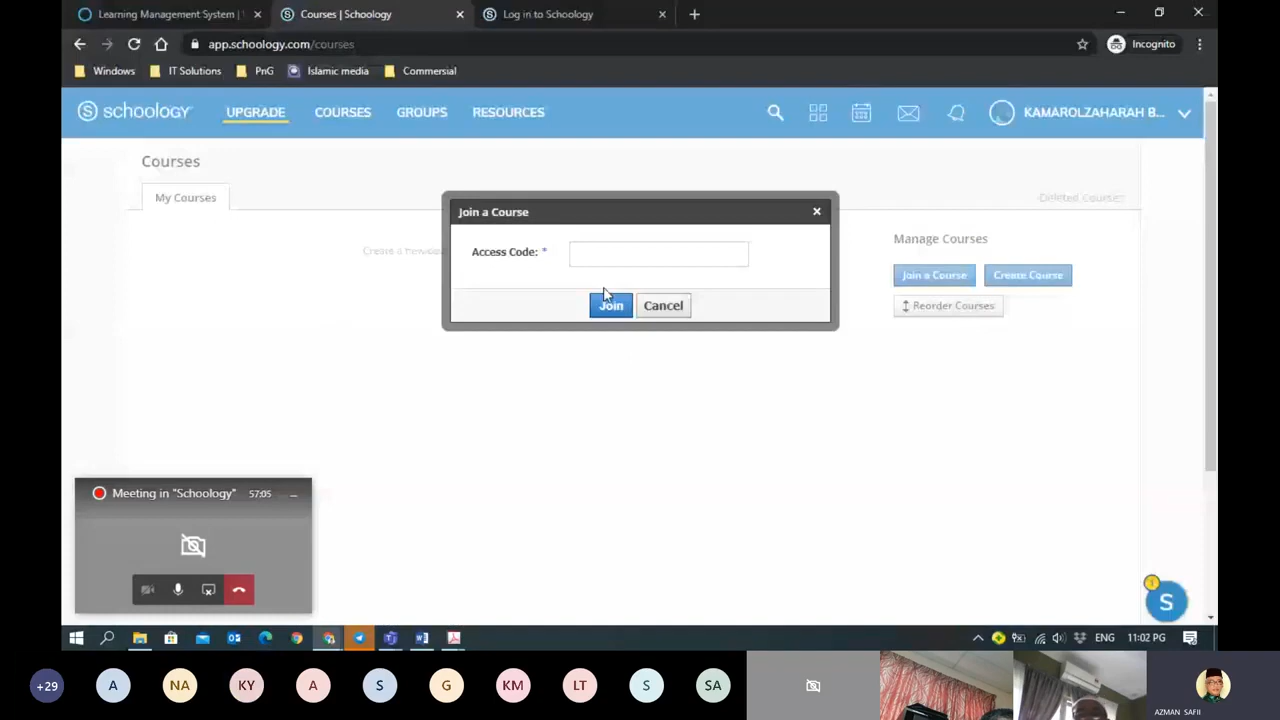 Learning Management System |
Courses | Schoology
Log in to Schoology
app.schoology.com/courses
Incognito
Windows
IT Solutions
PnG
Islamic media
Commersial
schoology
UPGRADE
COURSES
GROUPS
RESOURCES
KAMAROLZAHARAH B...
Courses
My Courses
Deleted Courses
Join a Course
Access Code: *
Join
Cancel
Manage Courses
Join a Course
Create Course
Reorder Courses
Meeting in "Schoology"
57:05
S
ENG
11:02 PG
+29
A
NA
KY
A
S
G
KM
LT
S
SA
AZMAN SAFII